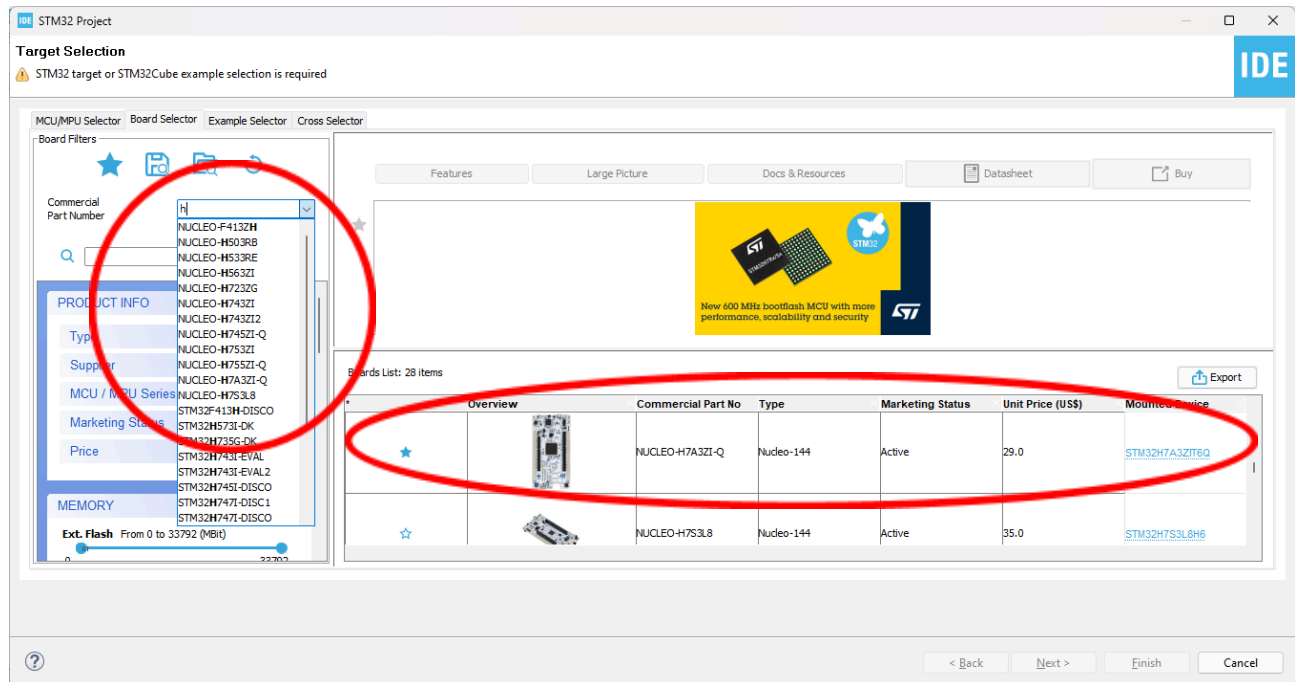 IDE STM32 Project
Target Selection
STM32 target or STM32Cube example selection is required
IDE
MCU/MPU Selector Board Selector Example Selector Cross Selector
Board Filters
Features Large Picture Docs & Resources Datasheet Buy
Commercial
Part Number
h
NUCLEO-F413ZH
NUCLEO-H503RB
NUCLEO-H533RE
NUCLEO-H563ZI
NUCLEO-H723ZG
NUCLEO-H743ZI
NUCLEO-H743ZI2
NUCLEO-H745ZI-Q
NUCLEO-H753ZI
NUCLEO-H755ZI-Q
NUCLEO-H7A3ZI-Q
NUCLEO-H7S3L8
STM32F413H-DISCO
STM32H573I-DK
STM32H735G-DK
STM32H743I-EVAL
STM32H743I-EVAL2
STM32H745I-DISCO
STM32H747I-DISC1
STM32H747I-DISCO
PRODUCT INFO
Type
Supplier
MCU / MPU Series
Marketing Status
Price
MEMORY
Ext. Flash From 0 to 33792 (MBit)
STM32
ST
New 600 MHz bootflash MCU with more
performance, scalability and security
ST
Boards List: 28 items
Export
* Overview Commercial Part No Type Marketing Status Unit Price (US$) Mounted Device
NUCLEO-H7A3ZI-Q Nucleo-144 Active 29.0 STM32H7A3ZIT6Q
NUCLEO-H7S3L8 Nucleo-144 Active 35.0 STM32H7S3L8H6
? < Back Next > Finish Cancel